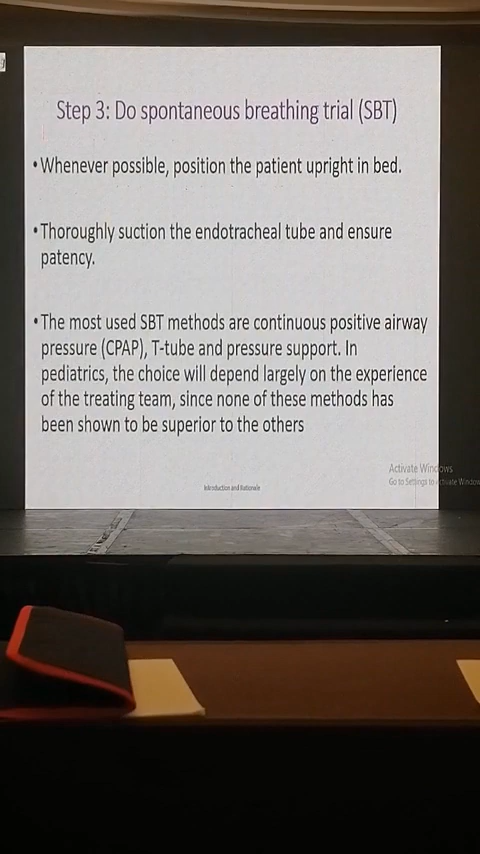 Step 3: Do spontaneous breathing trial (SBT)
•Whenever possible, position the patient upright in bed.
•Thoroughly suction the endotracheal tube and ensure
patency.
•The most used SBT methods are continuous positive airway
pressure (CPAP), T-tube and pressure support. In
pediatrics, the choice will depend largely on the experience
of the treating team, since none of these methods has
been shown to be superior to the others
Activate Windows
Go to Settings to activate Window
Introduction and Rationale